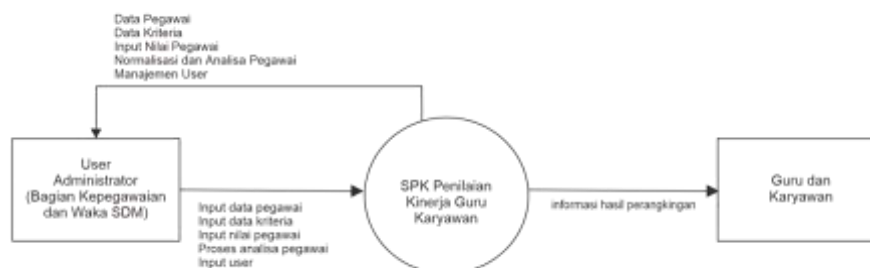 Data Pegawai
Data Kriteria
Input Nilai Pegawai
Normalisasi dan Analisa Pegawai
Manajemen User
User
Administrator
(Bagian Kepegawaian
dan Waka SDM)
Input data pegawai
Input data kriteria
Input nilai pegawai
Proses analisa pegawai
Input user
SPK Penilaian
Kinerja Guru
Karyawan
informasi hasil perangkingan
Guru dan
Karyawan